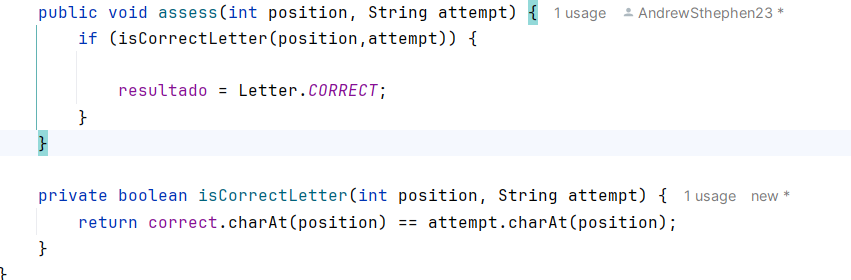 public void assess(int position, String attempt) { 1 usage AndrewSthephen23 *
if (isCorrectLetter(position,attempt)) {
resultado = Letter.CORRECT;
}
}
private boolean isCorrectLetter(int position, String attempt) { 1 usage new *
return correct.charAt(position) == attempt.charAt(position);
}
}